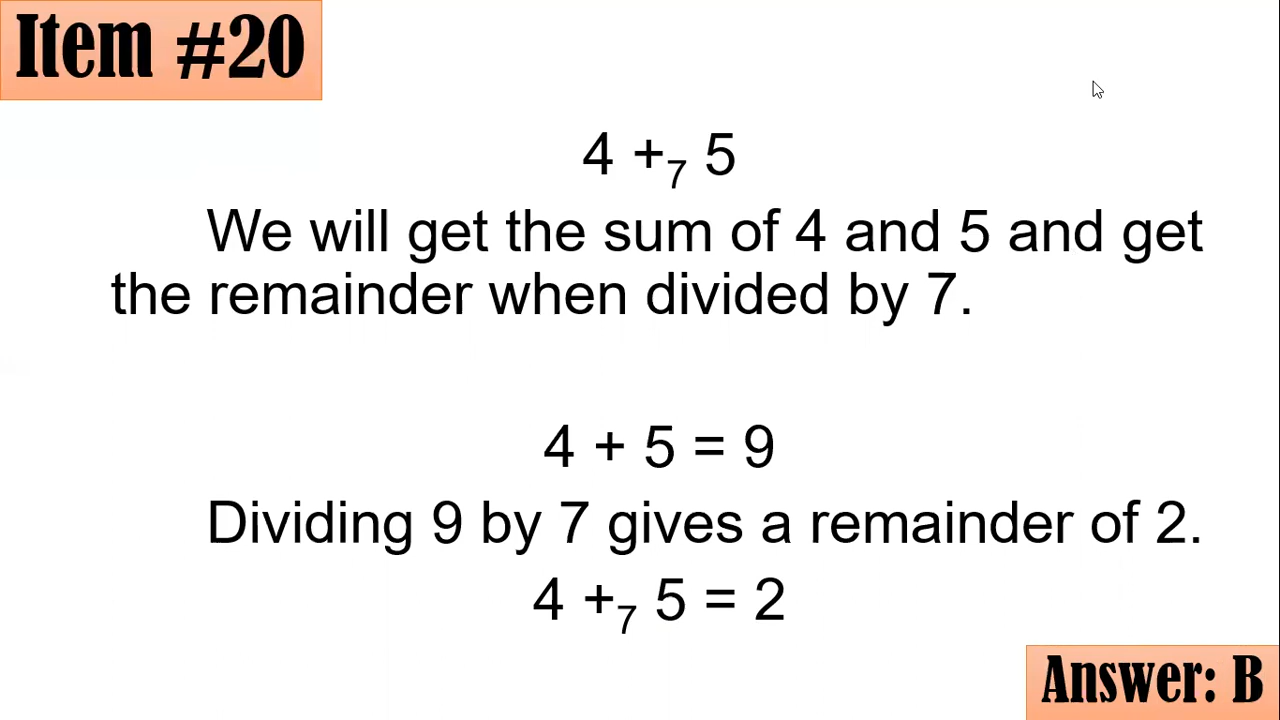 Item #20
4 +₇ 5
We will get the sum of 4 and 5 and get
the remainder when divided by 7.
4 + 5 = 9
Dividing 9 by 7 gives a remainder of 2.
4 +₇ 5 = 2
Answer: B